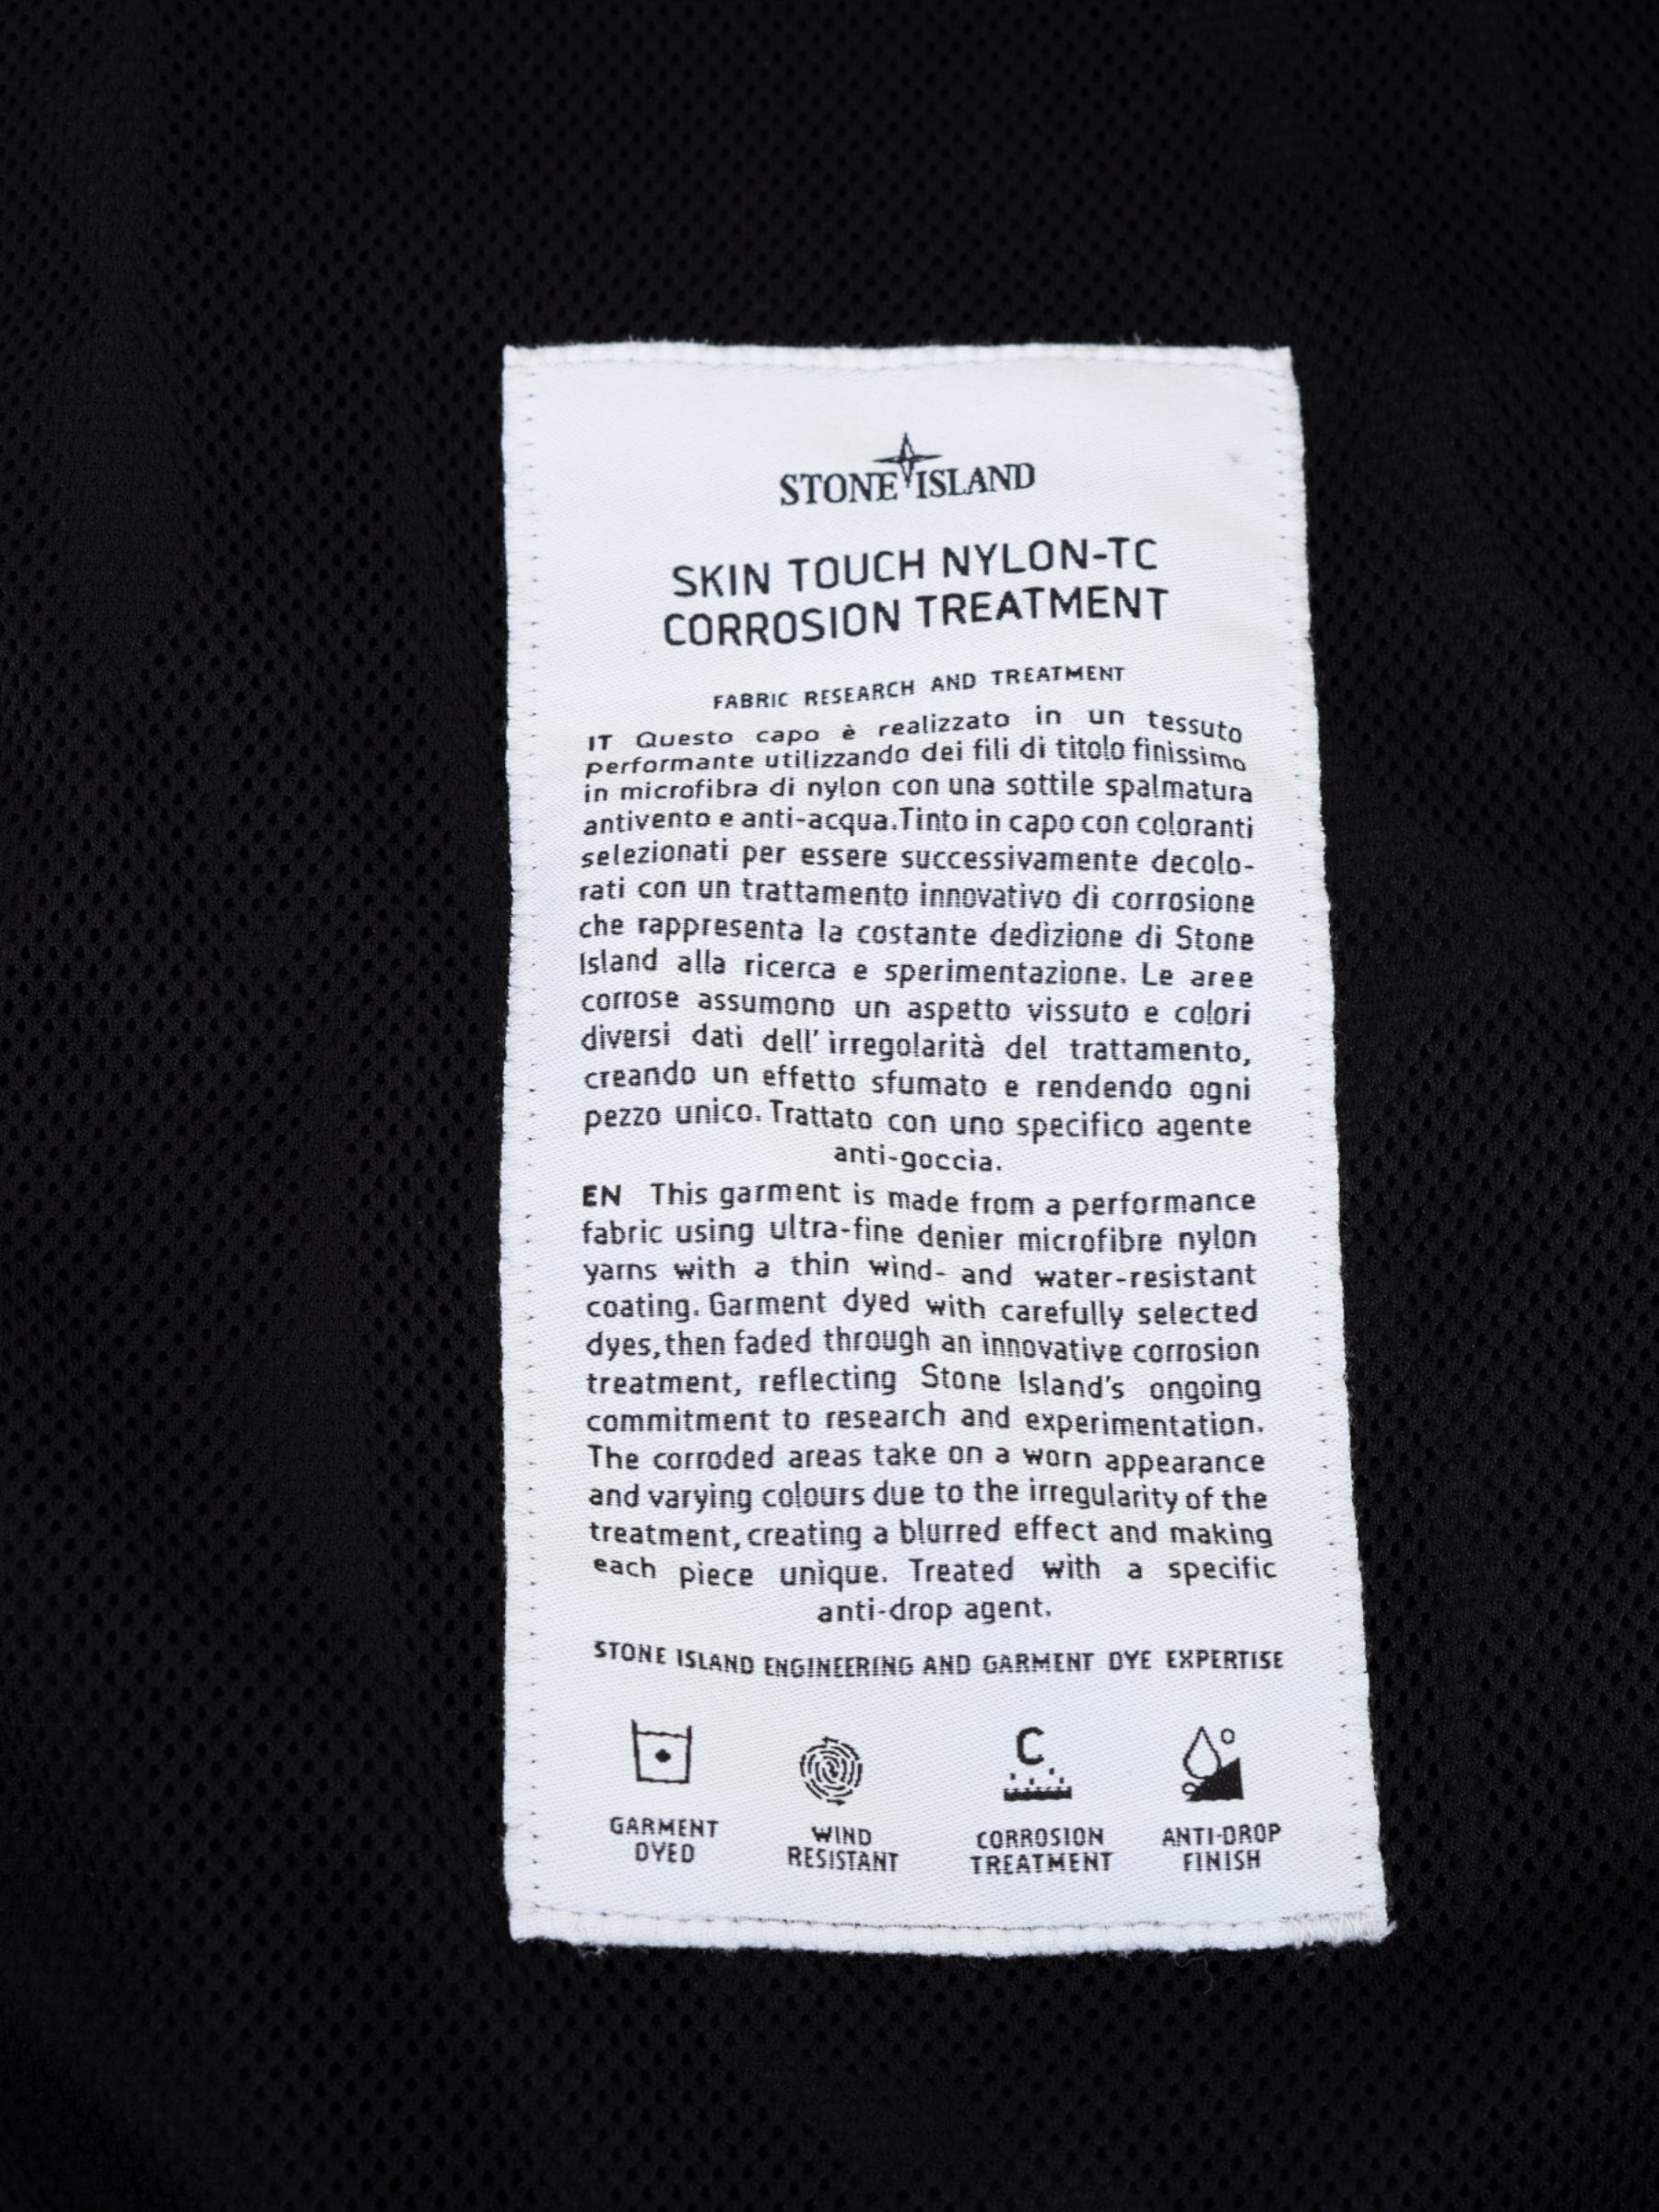 STONE ISLAND
SKIN TOUCH NYLON-TC
CORROSION TREATMENT
FABRIC RESEARCH AND TREATMENT
IT Questo capo è realizzato in un tessuto
performante utilizzando dei fili di titolo finissimo
in microfibra di nylon con una sottile spalmatura
antivento e anti-acqua.Tinto in capo con coloranti
selezionati per essere successivamente decolo-
rati con un trattamento innovativo di corrosione
che rappresenta la costante dedizione di Stone
Island alla ricerca e sperimentazione. Le aree
corrose assumono un aspetto vissuto e colori
diversi dati dell'irregolarità del trattamento,
creando un effetto sfumato e rendendo ogni
pezzo unico. Trattato con uno specifico agente
anti-goccia.
EN This garment is made from a performance
fabric using ultra-fine denier microfibre nylon
yarns with a thin wind- and water-resistant
coating. Garment dyed with carefully selected
dyes, then faded through an innovative corrosion
treatment, reflecting Stone Island's ongoing
commitment to research and experimentation.
The corroded areas take on a worn appearance
and varying colours due to the irregularity of the
treatment, creating a blurred effect and making
each piece unique. Treated with a specific
anti-drop agent.
STONE ISLAND ENGINEERING AND GARMENT DYE EXPERTISE
C
GARMENT DYED
WIND RESISTANT
CORROSION TREATMENT
ANTI-DROP FINISH